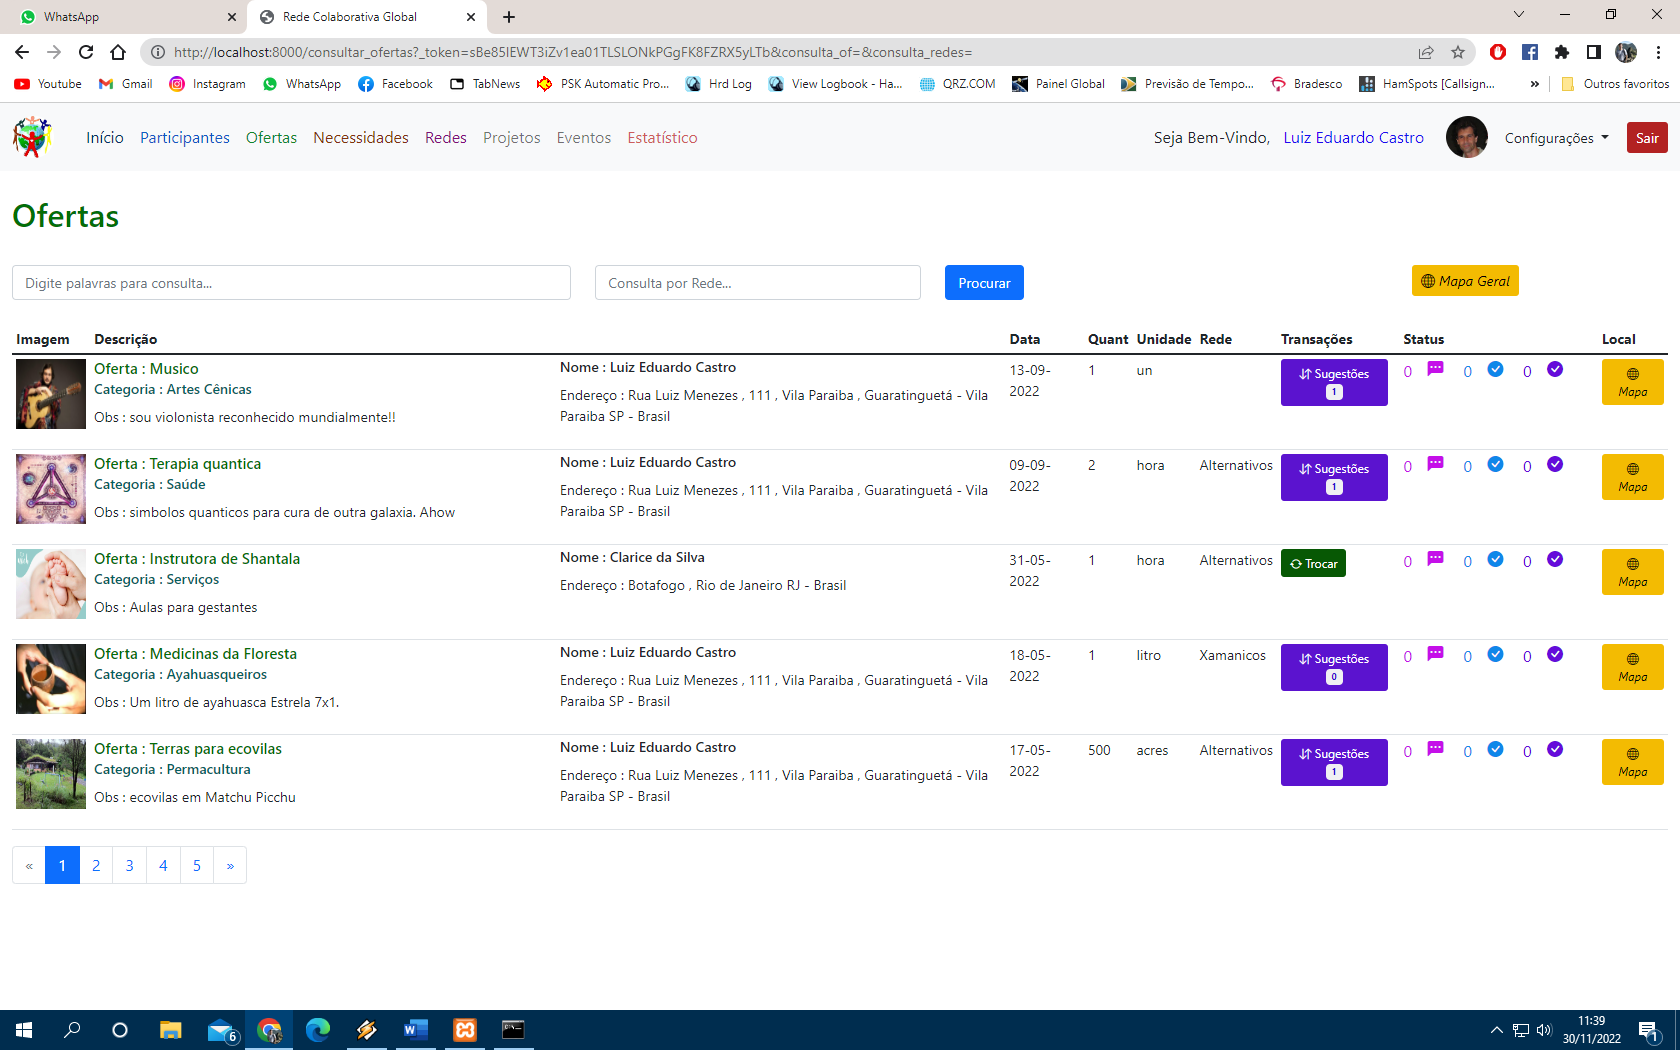 WhatsApp
Rede Colaborativa Global
http://localhost:8000/consultar_ofertas?_token=sBe85lEWT3iZv1ea01TLSLONkPGgFK8FZRX5yLTb&consulta_of=&consulta_redes=
Youtube Gmail Instagram WhatsApp Facebook TabNews PSK Automatic Pro... Hrd Log View Logbook - Ha... QRZ.COM Painel Global Previsão de Tempo... Bradesco HamSpots [Callsign... » Outros favoritos
Início Participantes Ofertas Necessidades Redes Projetos Eventos Estatístico Seja Bem-Vindo, Luiz Eduardo Castro Configurações Sair
Ofertas
Digite palavras para consulta... Consulta por Rede... Procurar Mapa Geral
Imagem Descrição Data Quant Unidade Rede Transações Status Local
Oferta : Musico
Categoria : Artes Cênicas
Obs : sou violonista reconhecido mundialmente!!
Nome : Luiz Eduardo Castro
Endereço : Rua Luiz Menezes , 111 , Vila Paraiba , Guaratinguetá - Vila
Paraiba SP - Brasil
13-09-
2022
1
un
Sugestões
1
0 0 0
Mapa
Oferta : Terapia quantica
Categoria : Saúde
Obs : simbolos quanticos para cura de outra galaxia. Ahow
Nome : Luiz Eduardo Castro
Endereço : Rua Luiz Menezes , 111 , Vila Paraiba , Guaratinguetá - Vila
Paraiba SP - Brasil
09-09-
2022
2
hora
Alternativos
Sugestões
1
0 0 0
Mapa
Oferta : Instrutora de Shantala
Categoria : Serviços
Obs : Aulas para gestantes
Nome : Clarice da Silva
Endereço : Botafogo , Rio de Janeiro RJ - Brasil
31-05-
2022
1
hora
Alternativos
Trocar
0 0 0
Mapa
Oferta : Medicinas da Floresta
Categoria : Ayahuasqueiros
Obs : Um litro de ayahuasca Estrela 7x1.
Nome : Luiz Eduardo Castro
Endereço : Rua Luiz Menezes , 111 , Vila Paraiba , Guaratinguetá - Vila
Paraiba SP - Brasil
18-05-
2022
1
litro
Xamanicos
Sugestões
0
0 0 0
Mapa
Oferta : Terras para ecovilas
Categoria : Permacultura
Obs : ecovilas em Matchu Picchu
Nome : Luiz Eduardo Castro
Endereço : Rua Luiz Menezes , 111 , Vila Paraiba , Guaratinguetá - Vila
Paraiba SP - Brasil
17-05-
2022
500
acres
Alternativos
Sugestões
1
0 0 0
Mapa
« 1 2 3 4 5 »
6
11:39
30/11/2022
1